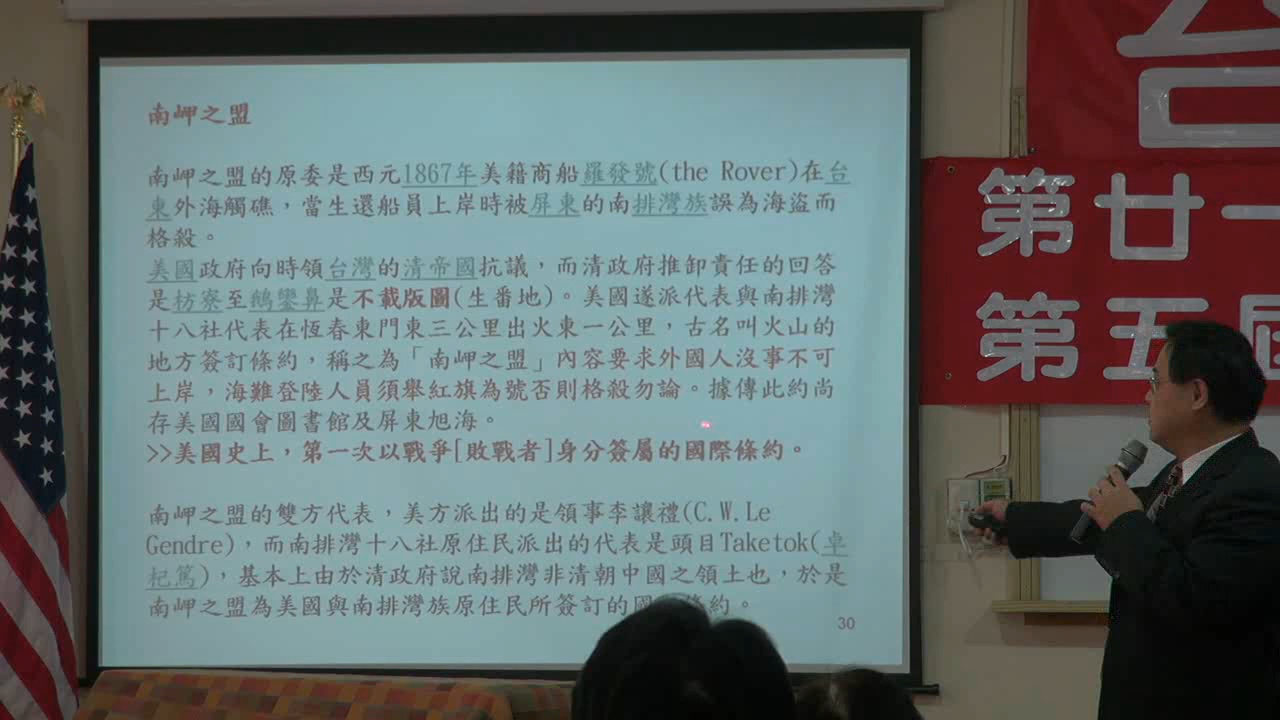 南岬之盟
南岬之盟的原委是西元1867年美籍商船羅發號(the Rover)在台
東外海觸礁，當生還船員上岸時被屏東的南排灣族誤為海盜而
格殺。
美國政府向時領台灣的清帝國抗議，而清政府推卸責任的回答
是枋寮至鵝鑾鼻是不載版圖(生番地)。美國遂派代表與南排灣
十八社代表在恆春東門東三公里出火東一公里，古名叫火山的
地方簽訂條約，稱之為「南岬之盟」內容要求外國人沒事不可
上岸，海難登陸人員須舉紅旗為號否則格殺勿論。據傳此約尚
存美國國會圖書館及屏東旭海。
>>美國史上，第一次以戰爭[敗戰者]身分簽屬的國際條約。
南岬之盟的雙方代表，美方派出的是領事李讓禮(C.W.Le
Gendre)，而南排灣十八社原住民派出的代表是頭目Taketok(卓
杞篤)，基本上由於清政府說南排灣非清朝中國之領土也，於是
南岬之盟為美國與南排灣族原住民所簽訂的國 條約。
30
台
第廿一
第五屆